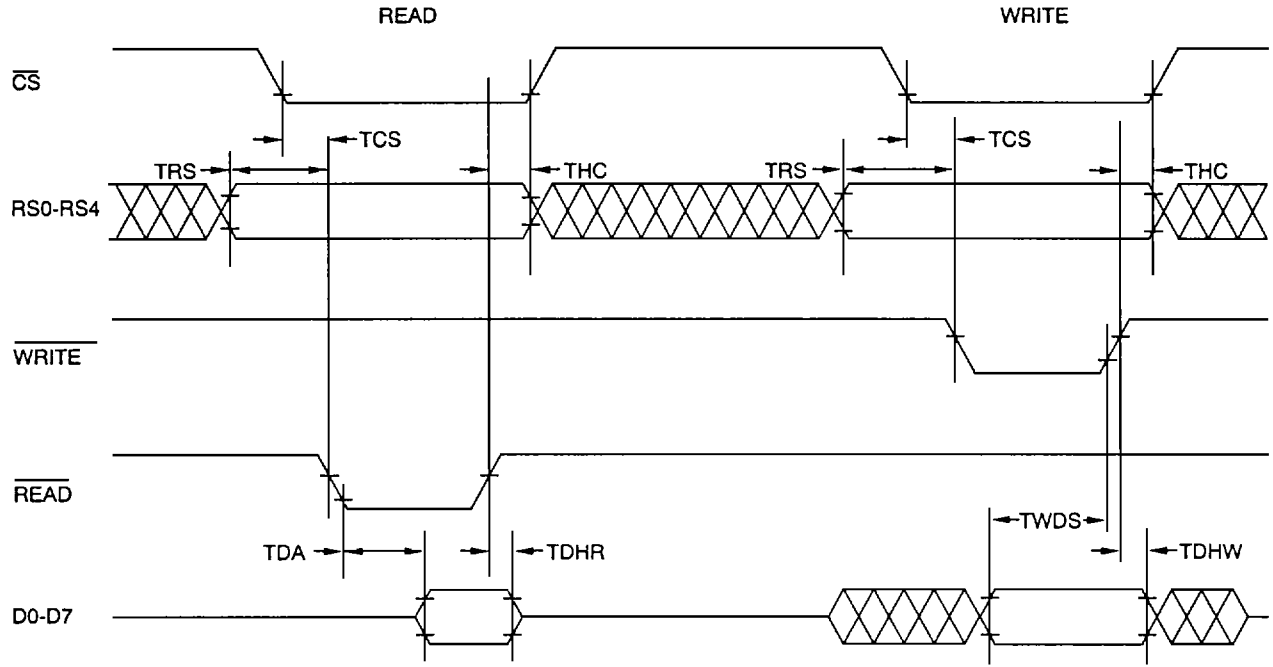 READ WRITE
CS
TCS TCS
TRS THC TRS THC
RS0-RS4
WRITE
READ
TWDS
TDA TDHR TDHW
D0-D7